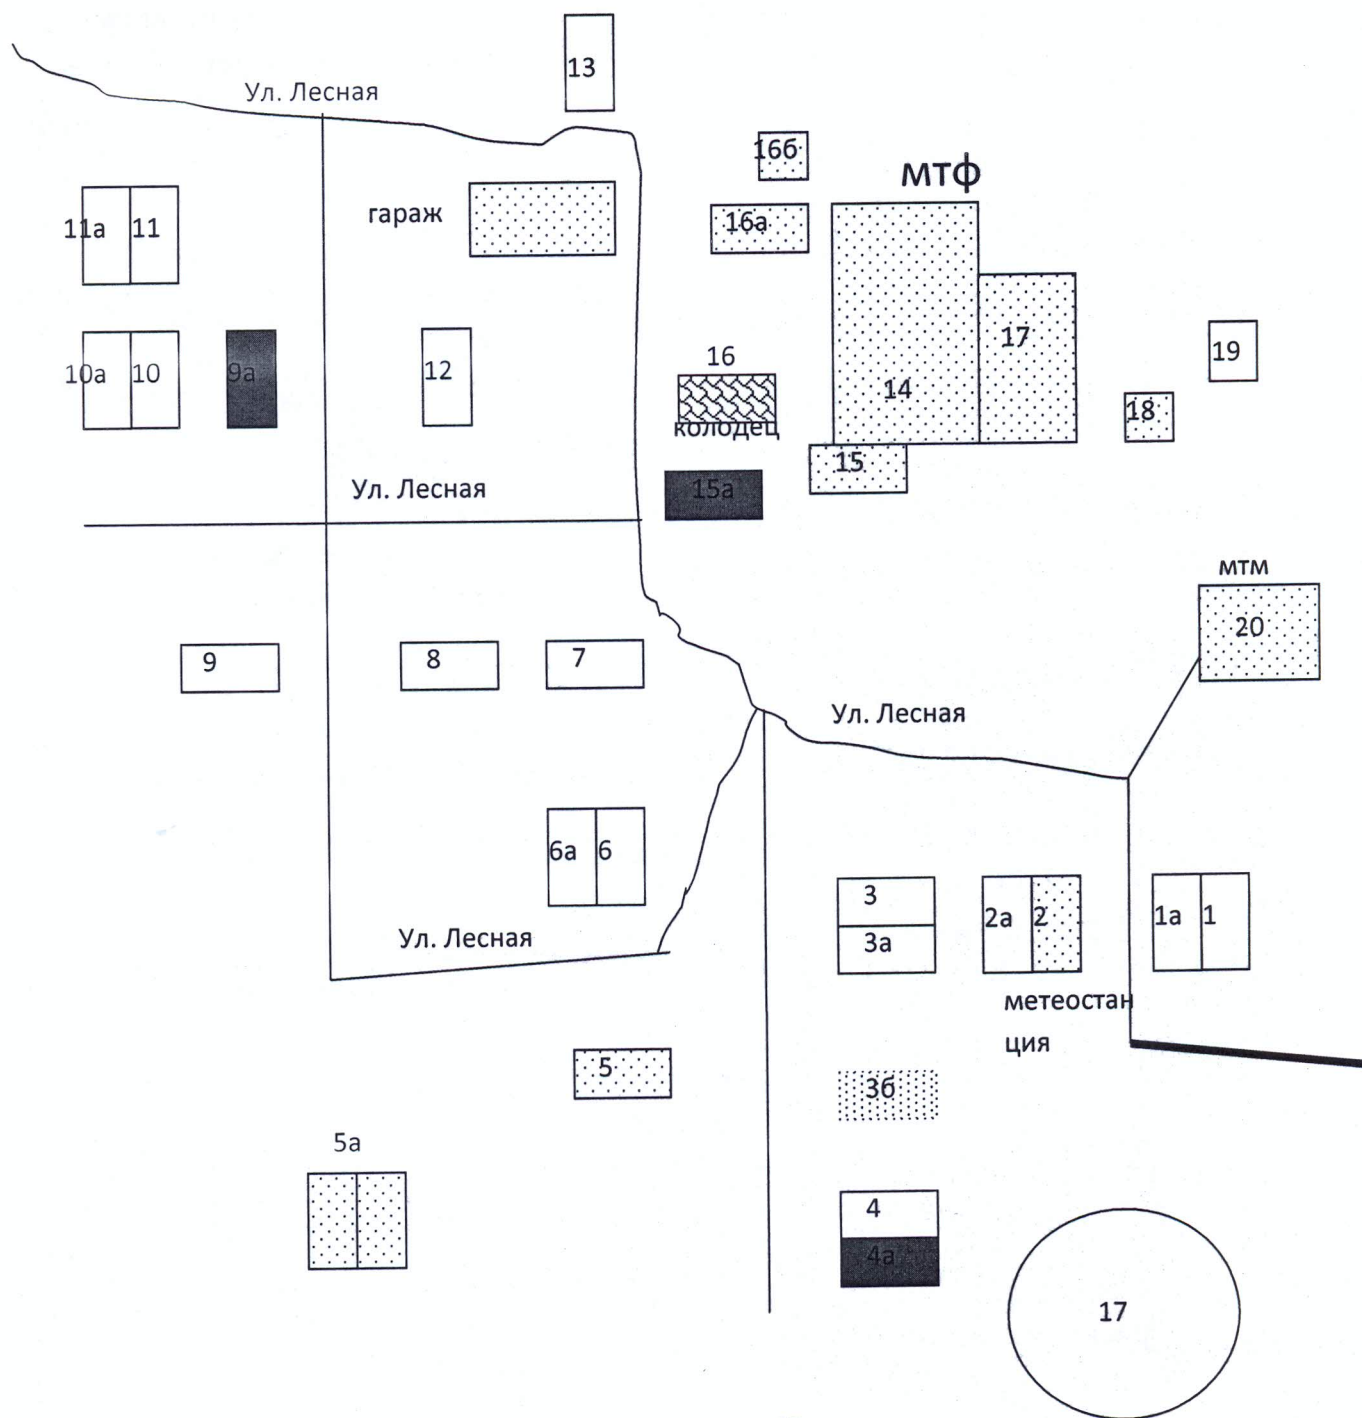 13
Ул. Лесная
16б
мтф
гараж
16а
11а
11
17
19
16
10а
10
9а
12
14
18
колодец
15
Ул. Лесная
15а
мтм
20
9
8
7
Ул. Лесная
6а
6
3
2а
2
1а
1
Ул. Лесная
3а
метеостан
ция
5
3б
5а
4
4а
17